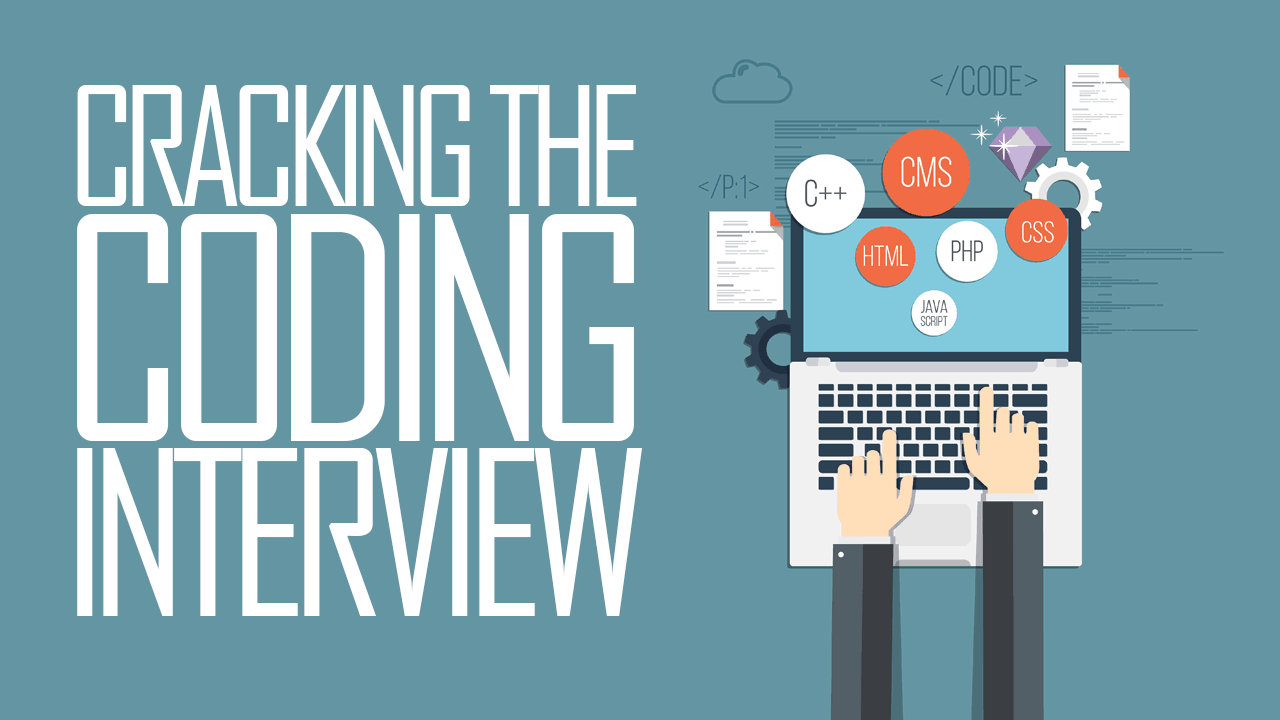 CRACKING THE
CODING
INTERVIEW
</CODE>
</P:1>
C++
CMS
HTML
PHP
CSS
JAVA
SCRIPT